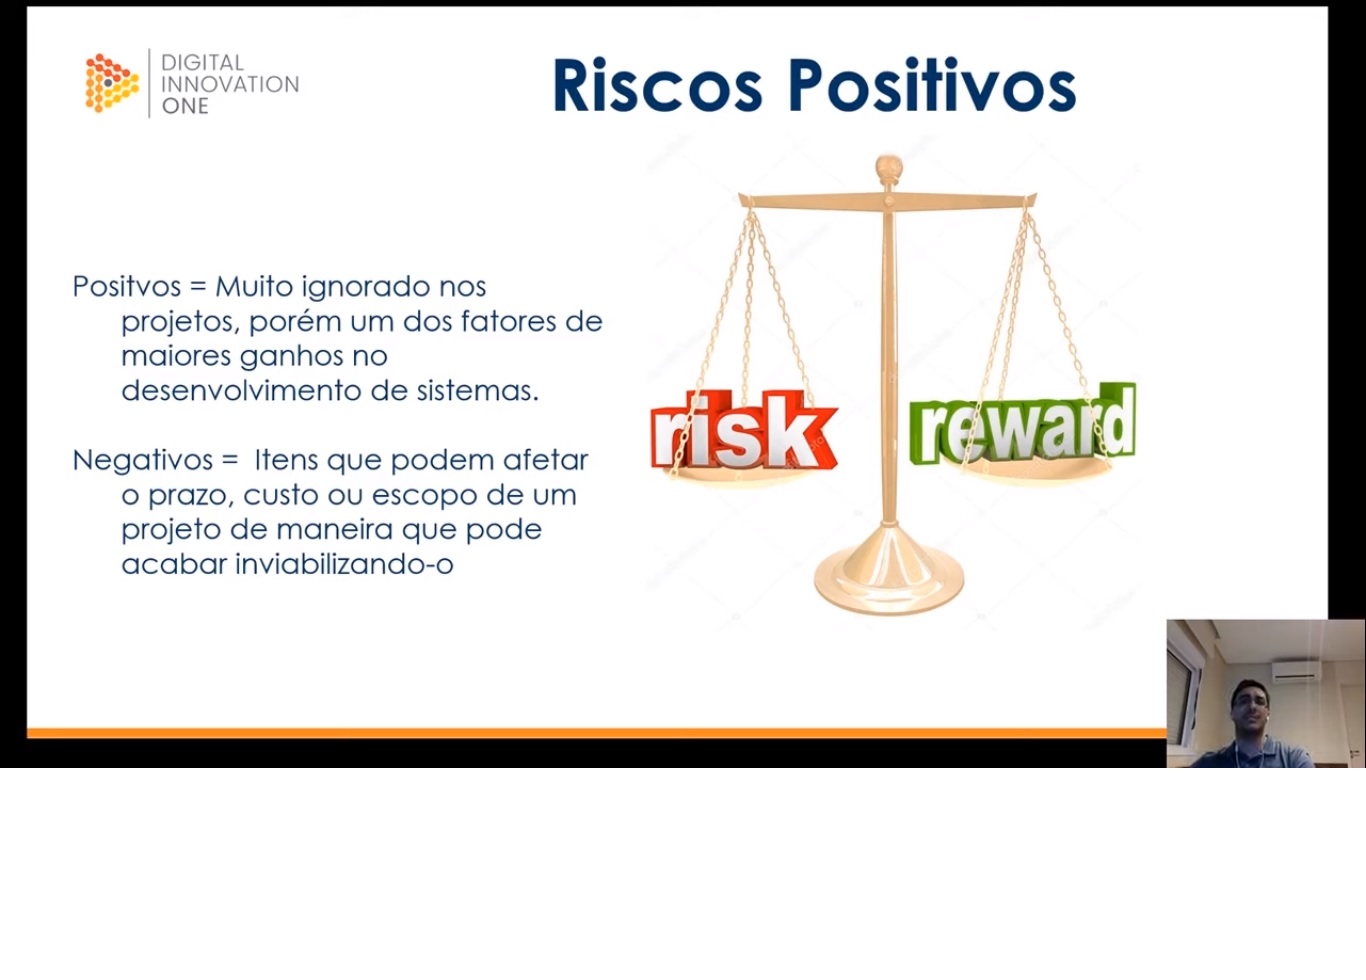 DIGITAL
INNOVATION
ONE
Riscos Positivos
Positvos = Muito ignorado nos
projetos, porém um dos fatores de
maiores ganhos no
desenvolvimento de sistemas.
Negativos = Itens que podem afetar
o prazo, custo ou escopo de um
projeto de maneira que pode
acabar inviabilizando-o
risk
reward